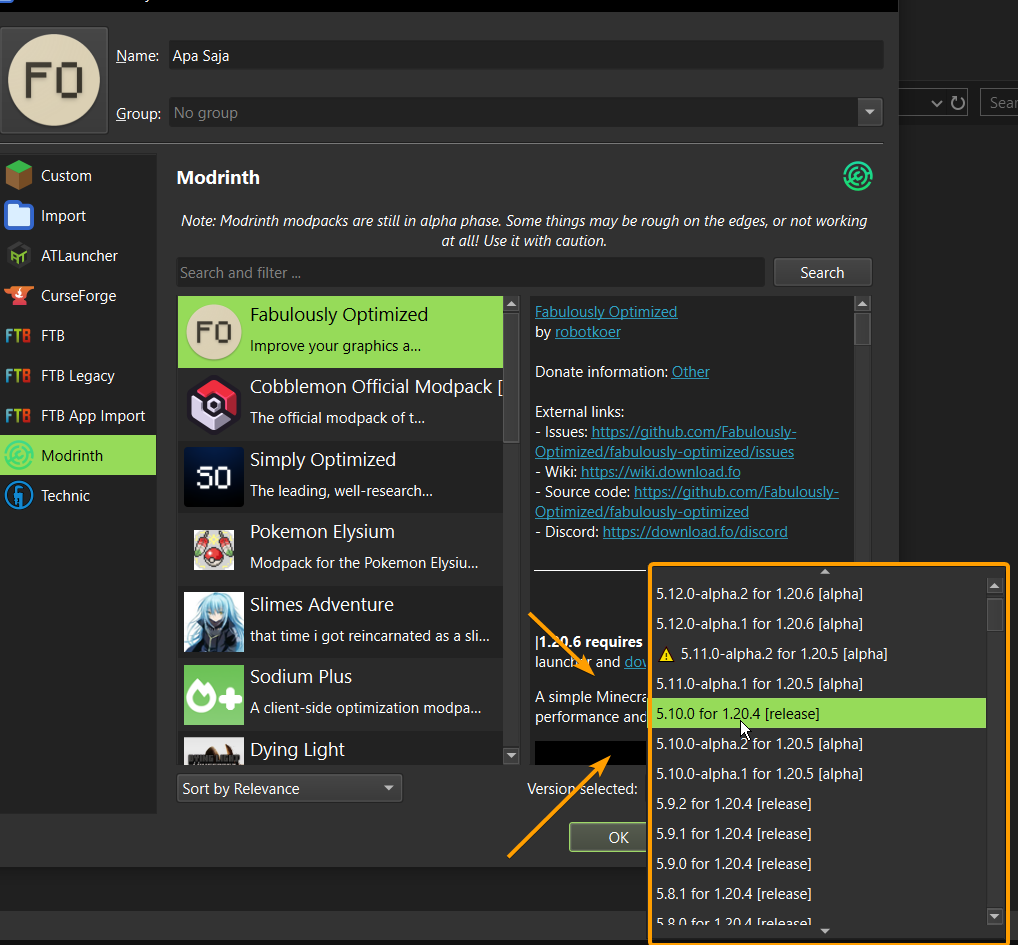 FO
Name:
Apa Saja
Group:
No group
Sear
Custom
Import
ATLauncher
CurseForge
FTB FTB
FTB FTB Legacy
FTB FTB App Import
Modrinth
Technic
Modrinth
Note: Modrinth modpacks are still in alpha phase. Some things may be rough on the edges, or not working
at all! Use it with caution.
Search and filter ...
Search
FO
Fabulously Optimized
Improve your graphics a...
Cobblemon Official Modpack [
The official modpack of t...
SO
Simply Optimized
The leading, well-research...
Pokemon Elysium
Modpack for the Pokemon Elysiu...
Slimes Adventure
that time i got reincarnated as a sli...
Sodium Plus
A client-side optimization modpa...
Dying Light
Sort by Relevance
Fabulously Optimized
by robotkoer
Donate information: Other
External links:
- Issues: https://github.com/Fabulously-
Optimized/fabulously-optimized/issues
- Wiki: https://wiki.download.fo
- Source code: https://github.com/Fabulously-
Optimized/fabulously-optimized
- Discord: https://download.fo/discord
|1.20.6 requires
launcher and dow
A simple Minecra
performance and
Version selected:
OK
5.12.0-alpha.2 for 1.20.6 [alpha]
5.12.0-alpha.1 for 1.20.6 [alpha]
5.11.0-alpha.2 for 1.20.5 [alpha]
5.11.0-alpha.1 for 1.20.5 [alpha]
5.10.0 for 1.20.4 [release]
5.10.0-alpha.2 for 1.20.5 [alpha]
5.10.0-alpha.1 for 1.20.5 [alpha]
5.9.2 for 1.20.4 [release]
5.9.1 for 1.20.4 [release]
5.9.0 for 1.20.4 [release]
5.8.1 for 1.20.4 [release]
5.8.0 for 1.20.4 [release]